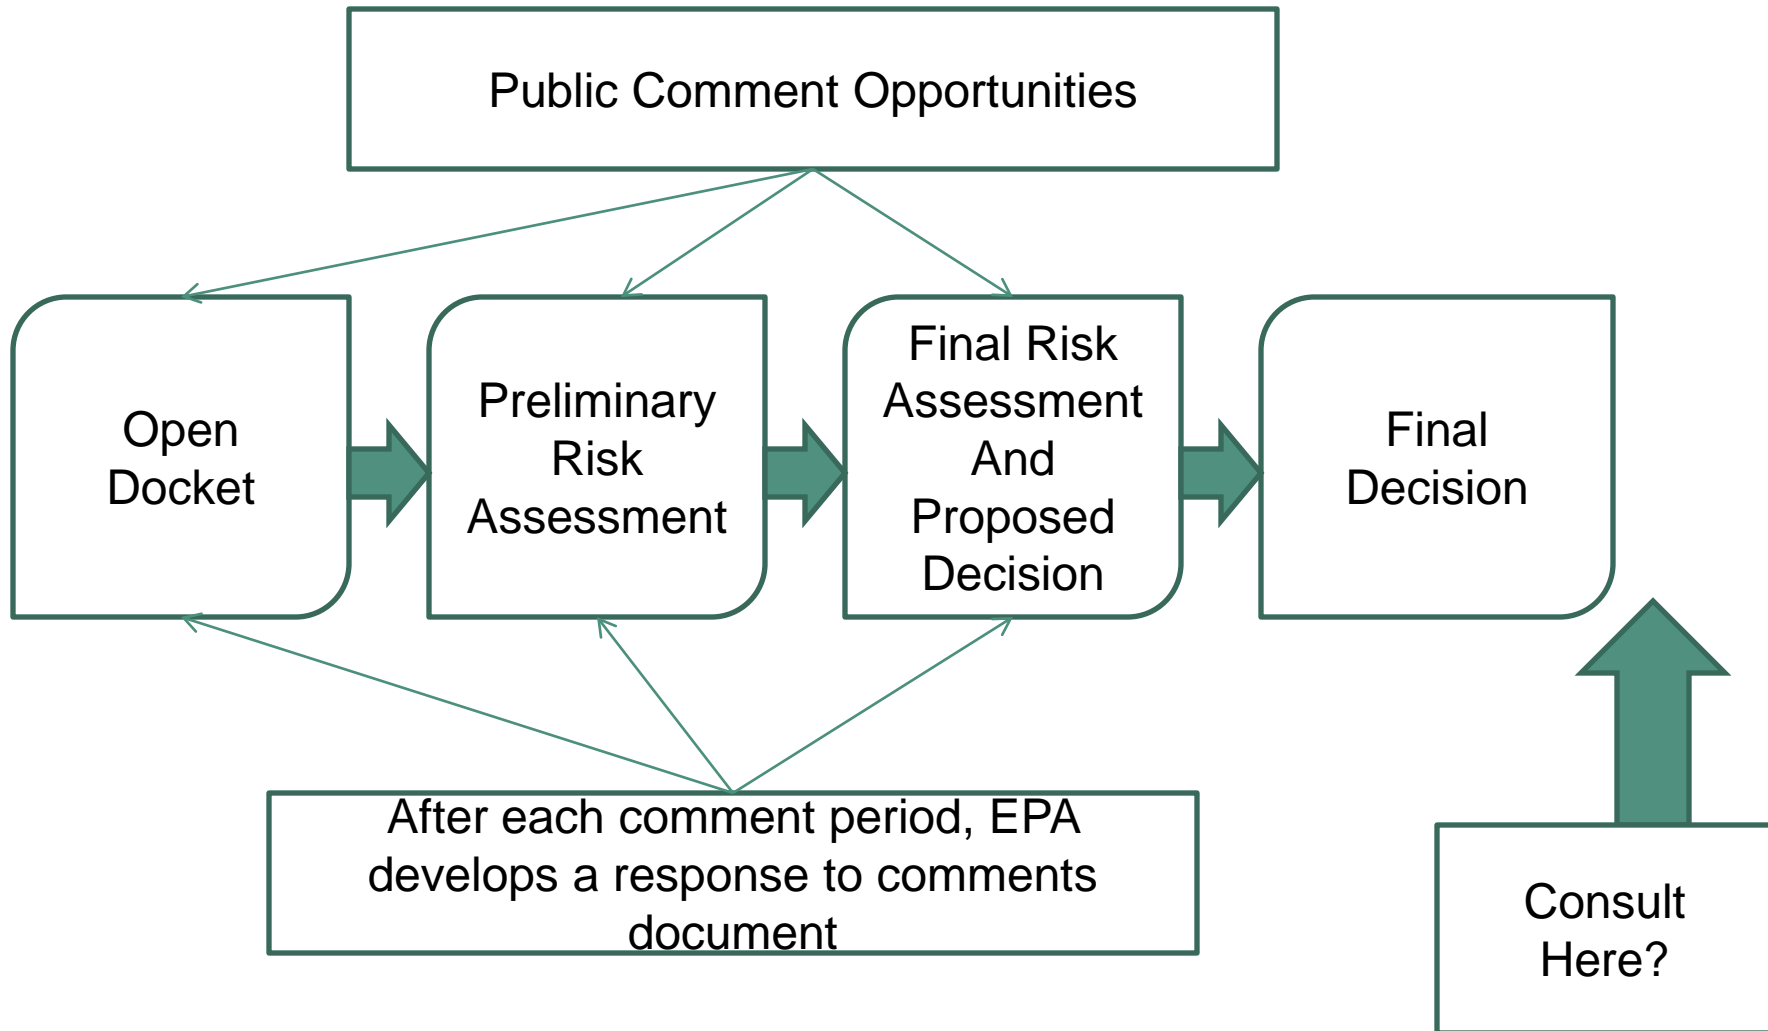 Public Comment Opportunities
Open
Docket
Preliminary
Risk
Assessment
Final Risk
Assessment
And
Proposed
Decision
Final
Decision
After each comment period, EPA
develops a response to comments
document
Consult
Here?